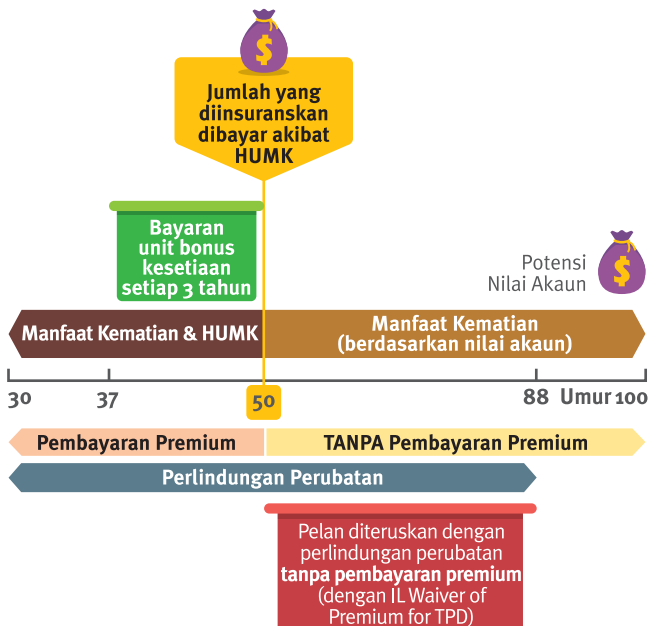 Jumlah yang
diinsuranskan
dibayar akibat
HUMK
Bayaran
unit bonus
kesetiaan
setiap 3 tahun
Potensi
Nilai Akaun
Manfaat Kematian & HUMK
Manfaat Kematian
(berdasarkan nilai akaun)
30 37 50 88 Umur 100
Pembayaran Premium
TANPA Pembayaran Premium
Perlindungan Perubatan
Pelan diteruskan dengan
perlindungan perubatan
tanpa pembayaran premium
(dengan IL Waiver of
Premium for TPD)